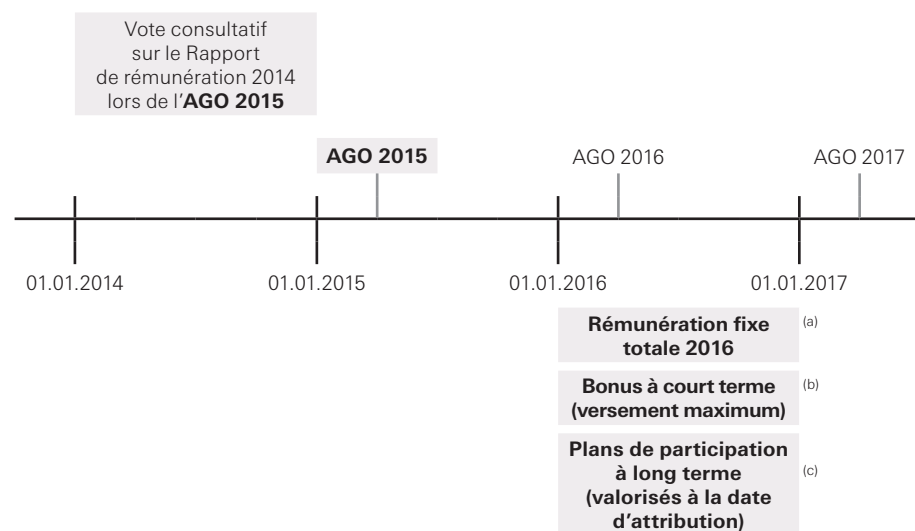 Vote consultatif
sur le Rapport
de rémunération 2014
lors de l'AGO 2015
AGO 2015
AGO 2016
AGO 2017
01.01.2014
01.01.2015
01.01.2016
01.01.2017
Rémunération fixe
totale 2016
(a)
Bonus à court terme
(versement maximum)
(b)
Plans de participation
à long terme
(valorisés à la date
d'attribution)
(c)